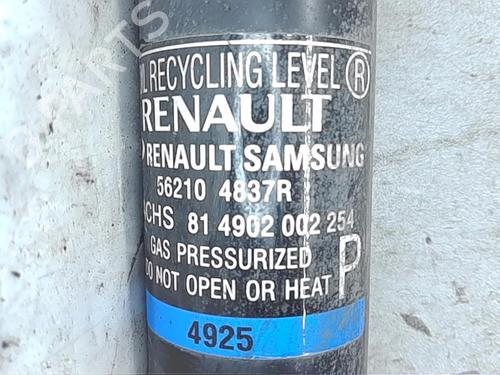 L RECYCLING LEVEL ®
RENAULT
RENAULT SAMSUNG
56210 4837R
CHS 81 4902 002 254
GAS PRESSURIZED
DO NOT OPEN OR HEAT P
4925